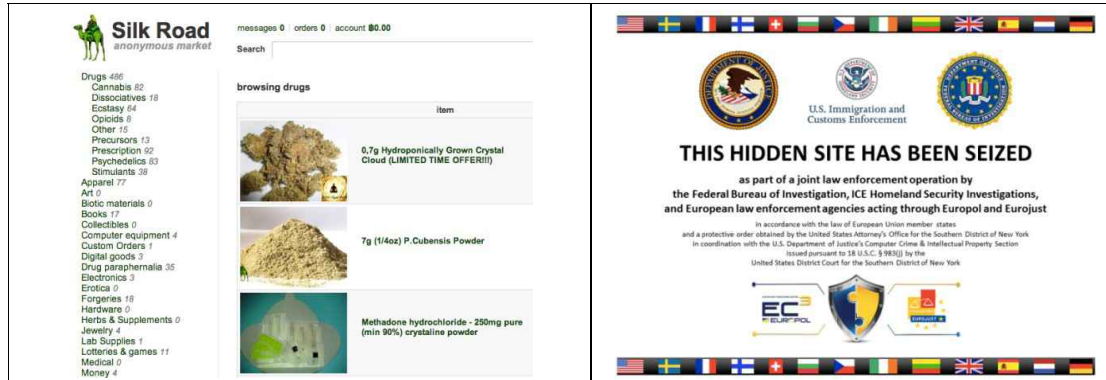 Silk Road
anonymous market
messages 0 | orders 0 | account ฿0.00
Search
Drugs 486
Cannabis 82
Dissociatives 18
Ecstasy 64
Opioids 8
Other 15
Precursors 13
Prescription 92
Psychedelics 83
Stimulants 38
Apparel 77
Art 0
Biotic materials 0
Books 17
Collectibles 0
Computer equipment 4
Custom Orders 1
Digital goods 3
Drug paraphernalia 35
Electronics 3
Erotica 0
Forgeries 18
Hardware 0
Herbs & Supplements 0
Jewelry 4
Lab Supplies 1
Lotteries & games 11
Medical 0
Money 4
browsing drugs
item
0,7g Hydroponically Grown Crystal
Cloud (LIMITED TIME OFFER!!!)
7g (1/4oz) P.Cubensis Powder
Methadone hydrochloride - 250mg pure
(min 90%) crystaline powder
U.S. Immigration and
Customs Enforcement
THIS HIDDEN SITE HAS BEEN SEIZED
as part of a joint law enforcement operation by
the Federal Bureau of Investigation, ICE Homeland Security Investigations,
and European law enforcement agencies acting through Europol and Eurojust
in accordance with the law of European Union member states
and a protective order obtained by the United States Attorney's Office for the Southern District of New York
in coordination with the U.S. Department of Justice's Computer Crime & Intellectual Property Section
issued pursuant to 18 U.S.C. § 983(j) by the
United States District Court for the Southern District of New York
EC3
EUROPOL
EUROJUST